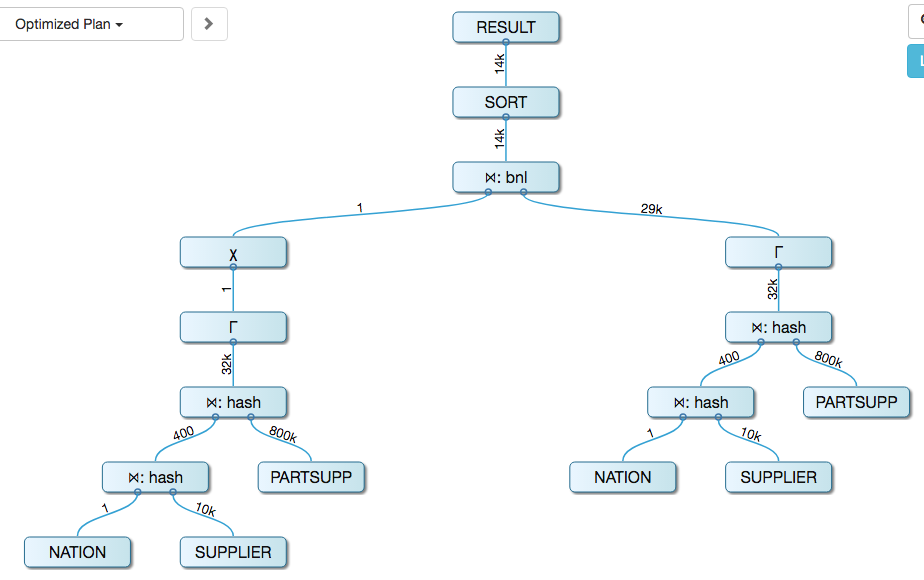 Optimized Plan
RESULT
14k
SORT
14k
⋈: bnl
1
29k
χ
Γ
1
32k
Γ
⋈: hash
32k
400
800k
⋈: hash
⋈: hash
PARTSUPP
400
800k
1
10k
⋈: hash
PARTSUPP
NATION
SUPPLIER
1
10k
NATION
SUPPLIER